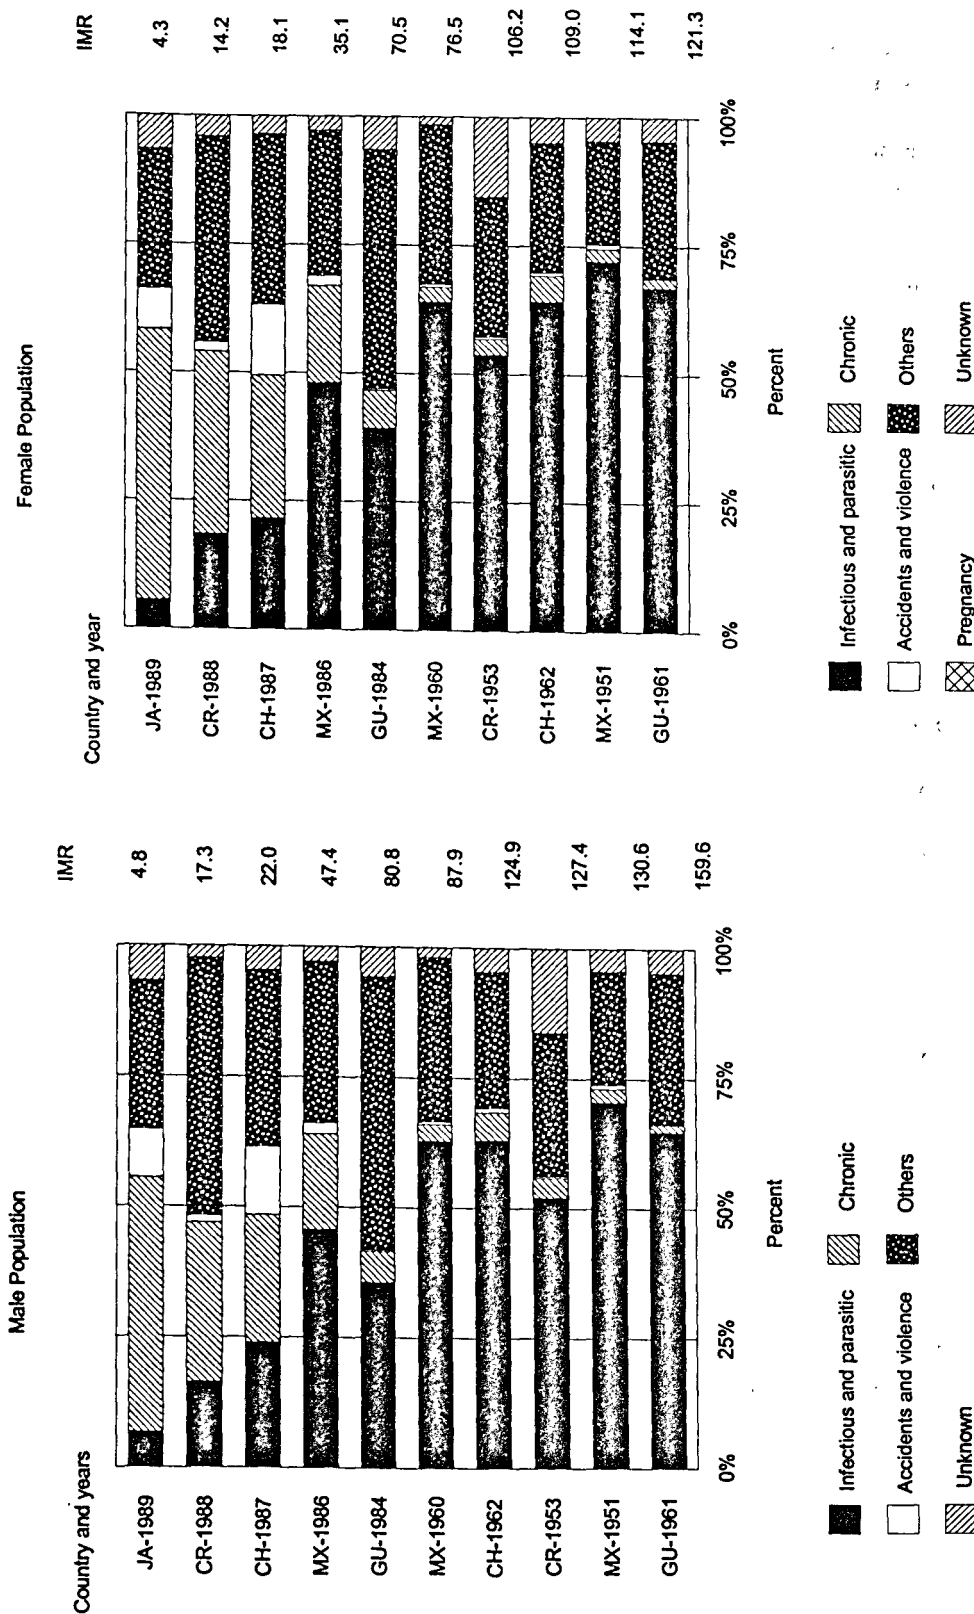 Male Population
Country and years
IMR
JA-1989
4.8
CR-1988
17.3
CH-1987
22.0
MX-1986
47.4
GU-1984
80.8
MX-1960
87.9
CH-1962
124.9
CR-1953
127.4
MX-1951
130.6
GU-1961
159.6
0%
25%
50%
75%
100%
Percent
Infectious and parasitic
Chronic
Accidents and violence
Others
Unknown
Female Population
Country and year
IMR
JA-1989
4.3
CR-1988
14.2
CH-1987
18.1
MX-1986
35.1
GU-1984
70.5
MX-1960
76.5
CR-1953
106.2
CH-1962
109.0
MX-1951
114.1
GU-1961
121.3
0%
25%
50%
75%
100%
Percent
Infectious and parasitic
Chronic
Accidents and violence
Others
Pregnancy
Unknown